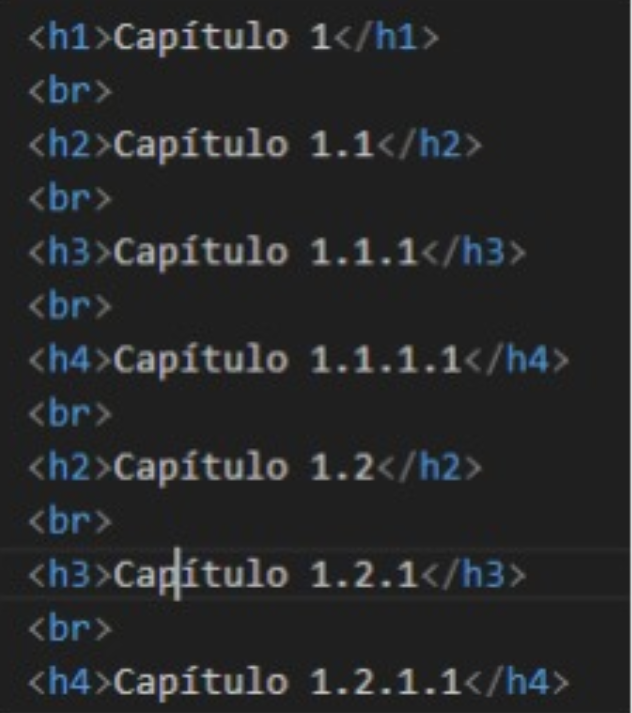 <h1>Capítulo 1</h1>
<br>
<h2>Capítulo 1.1</h2>
<br>
<h3>Capítulo 1.1.1</h3>
<br>
<h4>Capítulo 1.1.1.1</h4>
<br>
<h2>Capítulo 1.2</h2>
<br>
<h3>Capítulo 1.2.1</h3>
<br>
<h4>Capítulo 1.2.1.1</h4>